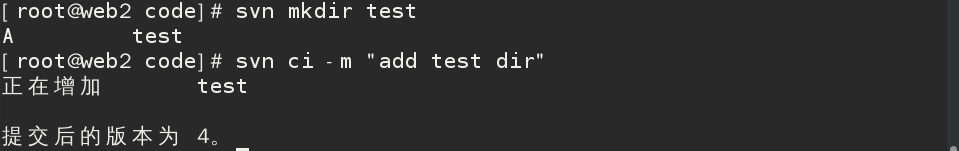 [root@web2 code]# svn mkdir test
A         test
[root@web2 code]# svn ci -m "add test dir"
正在增加       test
提交后的版本为 4。